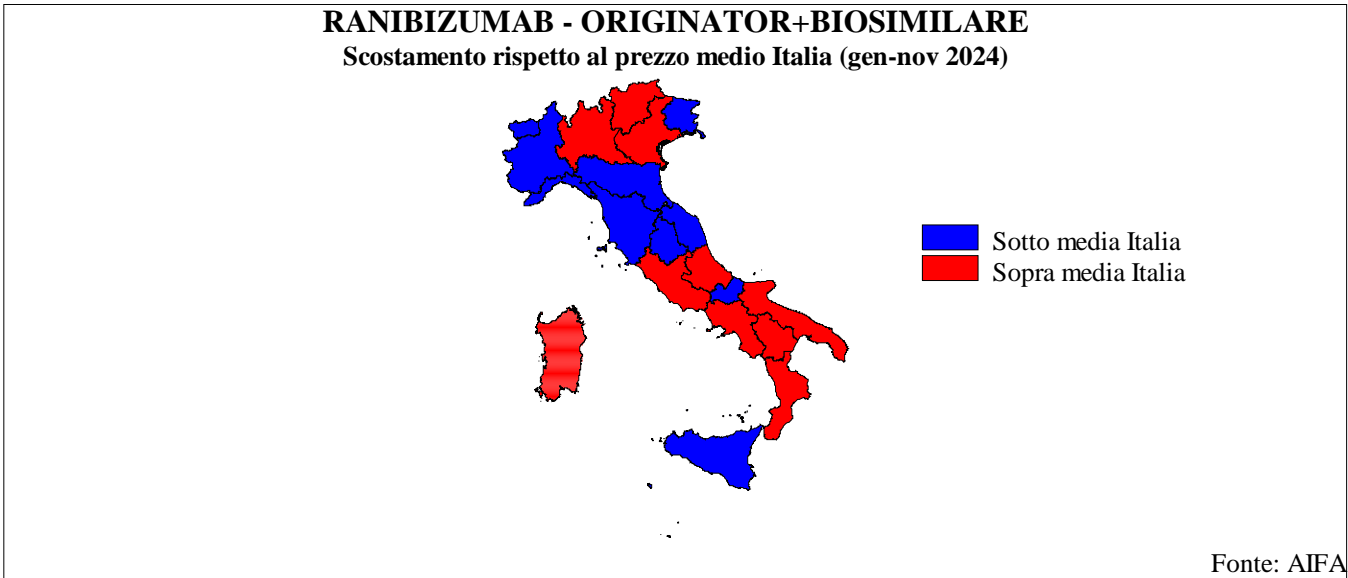 RANIBIZUMAB - ORIGINATOR+BIOSIMILARE
Scostamento rispetto al prezzo medio Italia (gen-nov 2024)
Sotto media Italia
Sopra media Italia
Fonte: AIFA